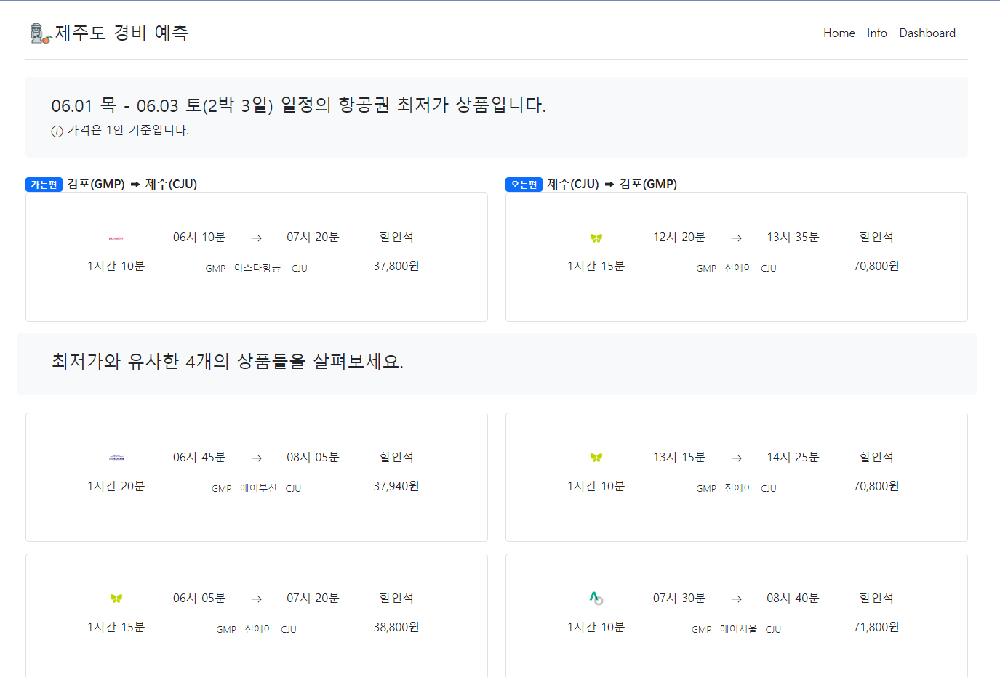 제주도 경비 예측
Home Info Dashboard
06.01 목 - 06.03 토(2박 3일) 일정의 항공권 최저가 상품입니다.
가격은 1인 기준입니다.
가는편 김포(GMP) ➡ 제주(CJU)
06시 10분 → 07시 20분 할인석
1시간 10분 GMP 이스타항공 CJU 37,800원
오는편 제주(CJU) ➡ 김포(GMP)
12시 20분 → 13시 35분 할인석
1시간 15분 GMP 진에어 CJU 70,800원
최저가와 유사한 4개의 상품들을 살펴보세요.
06시 45분 → 08시 05분 할인석
1시간 20분 GMP 에어부산 CJU 37,940원
13시 15분 → 14시 25분 할인석
1시간 10분 GMP 진에어 CJU 70,800원
06시 05분 → 07시 20분 할인석
1시간 15분 GMP 진에어 CJU 38,800원
07시 30분 → 08시 40분 할인석
1시간 10분 GMP 에어서울 CJU 71,800원